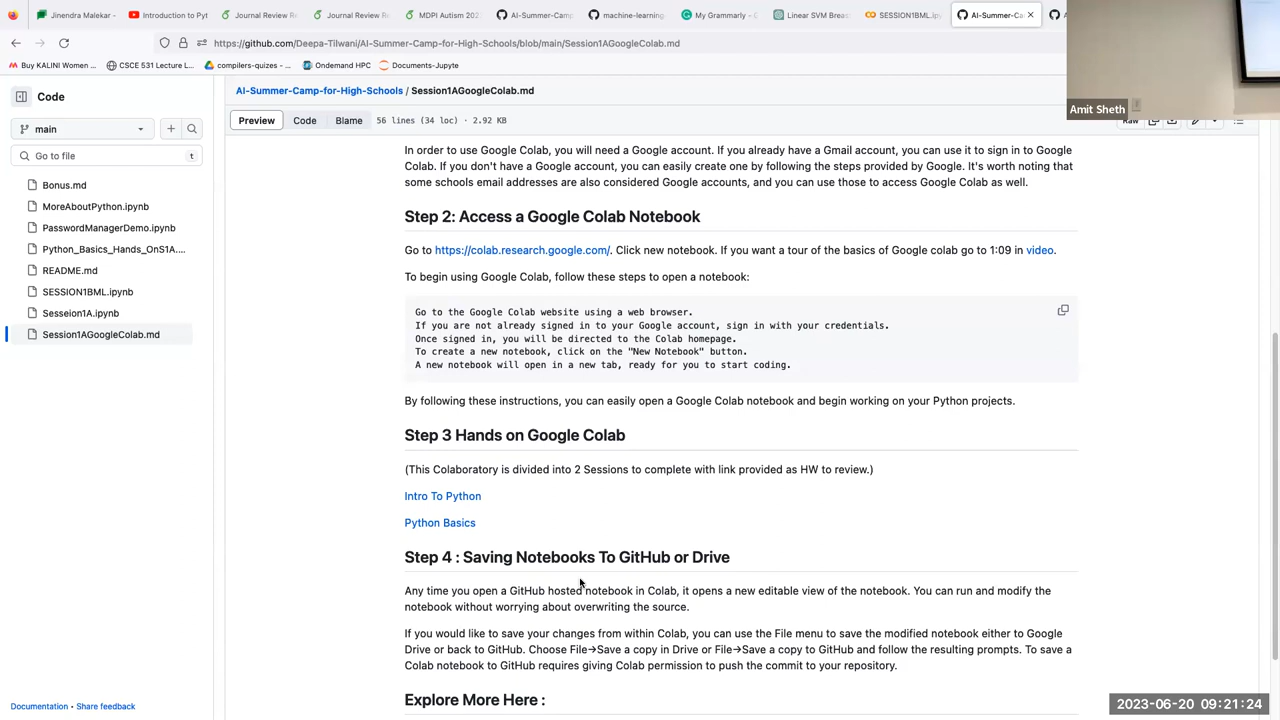 Jinendra Malekar -
Introduction to Pyt
Journal Review Re
Journal Review Re
MDPI Autism 202
AI-Summer-Camp
machine-learning
My Grammarly
Linear SVM Breas
SESSION1BML.ip
AI-Summer-Ca
https://github.com/Deepa-Tilwani/AI-Summer-Camp-for-High-Schools/blob/main/Session1AGoogleColab.md
Buy KALINI Women ...
CSCE 531 Lecture L...
compilers-quizes - ...
Ondemand HPC
Documents-Jupyte
Amit Sheth
Code
main
Go to file
t
Bonus.md
MoreAboutPython.ipynb
PasswordManagerDemo.ipynb
Python_Basics_Hands_OnS1A....
README.md
SESSION1BML.ipynb
Sesseion1A.ipynb
Session1AGoogleColab.md
Documentation • Share feedback
AI-Summer-Camp-for-High-Schools / Session1AGoogleColab.md
Preview Code Blame 56 lines (34 loc) · 2.92 KB
Raw
In order to use Google Colab, you will need a Google account. If you already have a Gmail account, you can use it to sign in to Google
Colab. If you don't have a Google account, you can easily create one by following the steps provided by Google. It's worth noting that
some schools email addresses are also considered Google accounts, and you can use those to access Google Colab as well.
Step 2: Access a Google Colab Notebook
Go to https://colab.research.google.com/. Click new notebook. If you want a tour of the basics of Google colab go to 1:09 in video.
To begin using Google Colab, follow these steps to open a notebook:
Go to the Google Colab website using a web browser.
If you are not already signed in to your Google account, sign in with your credentials.
Once signed in, you will be directed to the Colab homepage.
To create a new notebook, click on the "New Notebook" button.
A new notebook will open in a new tab, ready for you to start coding.
By following these instructions, you can easily open a Google Colab notebook and begin working on your Python projects.
Step 3 Hands on Google Colab
(This Colaboratory is divided into 2 Sessions to complete with link provided as HW to review.)
Intro To Python
Python Basics
Step 4 : Saving Notebooks To GitHub or Drive
Any time you open a GitHub hosted notebook in Colab, it opens a new editable view of the notebook. You can run and modify the
notebook without worrying about overwriting the source.
If you would like to save your changes from within Colab, you can use the File menu to save the modified notebook either to Google
Drive or back to GitHub. Choose File→Save a copy in Drive or File→Save a copy to GitHub and follow the resulting prompts. To save a
Colab notebook to GitHub requires giving Colab permission to push the commit to your repository.
Explore More Here :
2023-06-20 09:21:24